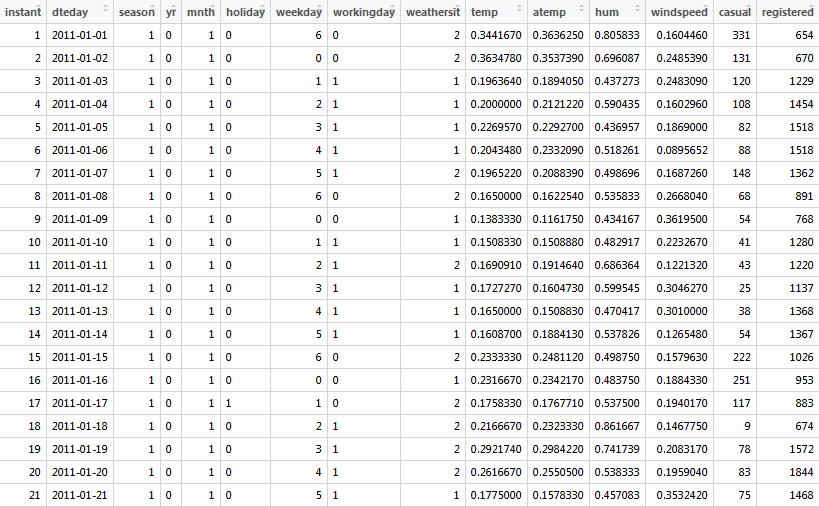 instant dteday season yr mnth holiday weekday workingday weathersit temp atemp hum windspeed casual registered
1 2011-01-01 1 0 1 0 6 0 2 0.3441670 0.3636250 0.805833 0.1604460 331 654
2 2011-01-02 1 0 1 0 0 0 2 0.3634780 0.3537390 0.696087 0.2485390 131 670
3 2011-01-03 1 0 1 0 1 1 1 0.1963640 0.1894050 0.437273 0.2483090 120 1229
4 2011-01-04 1 0 1 0 2 1 1 0.2000000 0.2121220 0.590435 0.1602960 108 1454
5 2011-01-05 1 0 1 0 3 1 1 0.2269570 0.2292700 0.436957 0.1869000 82 1518
6 2011-01-06 1 0 1 0 4 1 1 0.2043480 0.2332090 0.518261 0.0895652 88 1518
7 2011-01-07 1 0 1 0 5 1 2 0.1965220 0.2088390 0.498696 0.1687260 148 1362
8 2011-01-08 1 0 1 0 6 0 2 0.1650000 0.1622540 0.535833 0.2668040 68 891
9 2011-01-09 1 0 1 0 0 0 1 0.1383330 0.1161750 0.434167 0.3619500 54 768
10 2011-01-10 1 0 1 0 1 1 1 0.1508330 0.1508880 0.482917 0.2232670 41 1280
11 2011-01-11 1 0 1 0 2 1 2 0.1690910 0.1914640 0.686364 0.1221320 43 1220
12 2011-01-12 1 0 1 0 3 1 1 0.1727270 0.1604730 0.599545 0.3046270 25 1137
13 2011-01-13 1 0 1 0 4 1 1 0.1650000 0.1508830 0.470417 0.3010000 38 1368
14 2011-01-14 1 0 1 0 5 1 1 0.1608700 0.1884130 0.537826 0.1265480 54 1367
15 2011-01-15 1 0 1 0 6 0 2 0.2333330 0.2481120 0.498750 0.1579630 222 1026
16 2011-01-16 1 0 1 0 0 0 1 0.2316670 0.2342170 0.483750 0.1884330 251 953
17 2011-01-17 1 0 1 1 1 0 2 0.1758330 0.1767710 0.537500 0.1940170 117 883
18 2011-01-18 1 0 1 0 2 1 2 0.2166670 0.2323330 0.861667 0.1467750 9 674
19 2011-01-19 1 0 1 0 3 1 2 0.2921740 0.2984220 0.741739 0.2083170 78 1572
20 2011-01-20 1 0 1 0 4 1 2 0.2616670 0.2550500 0.538333 0.1959040 83 1844
21 2011-01-21 1 0 1 0 5 1 1 0.1775000 0.1578330 0.457083 0.3532420 75 1468